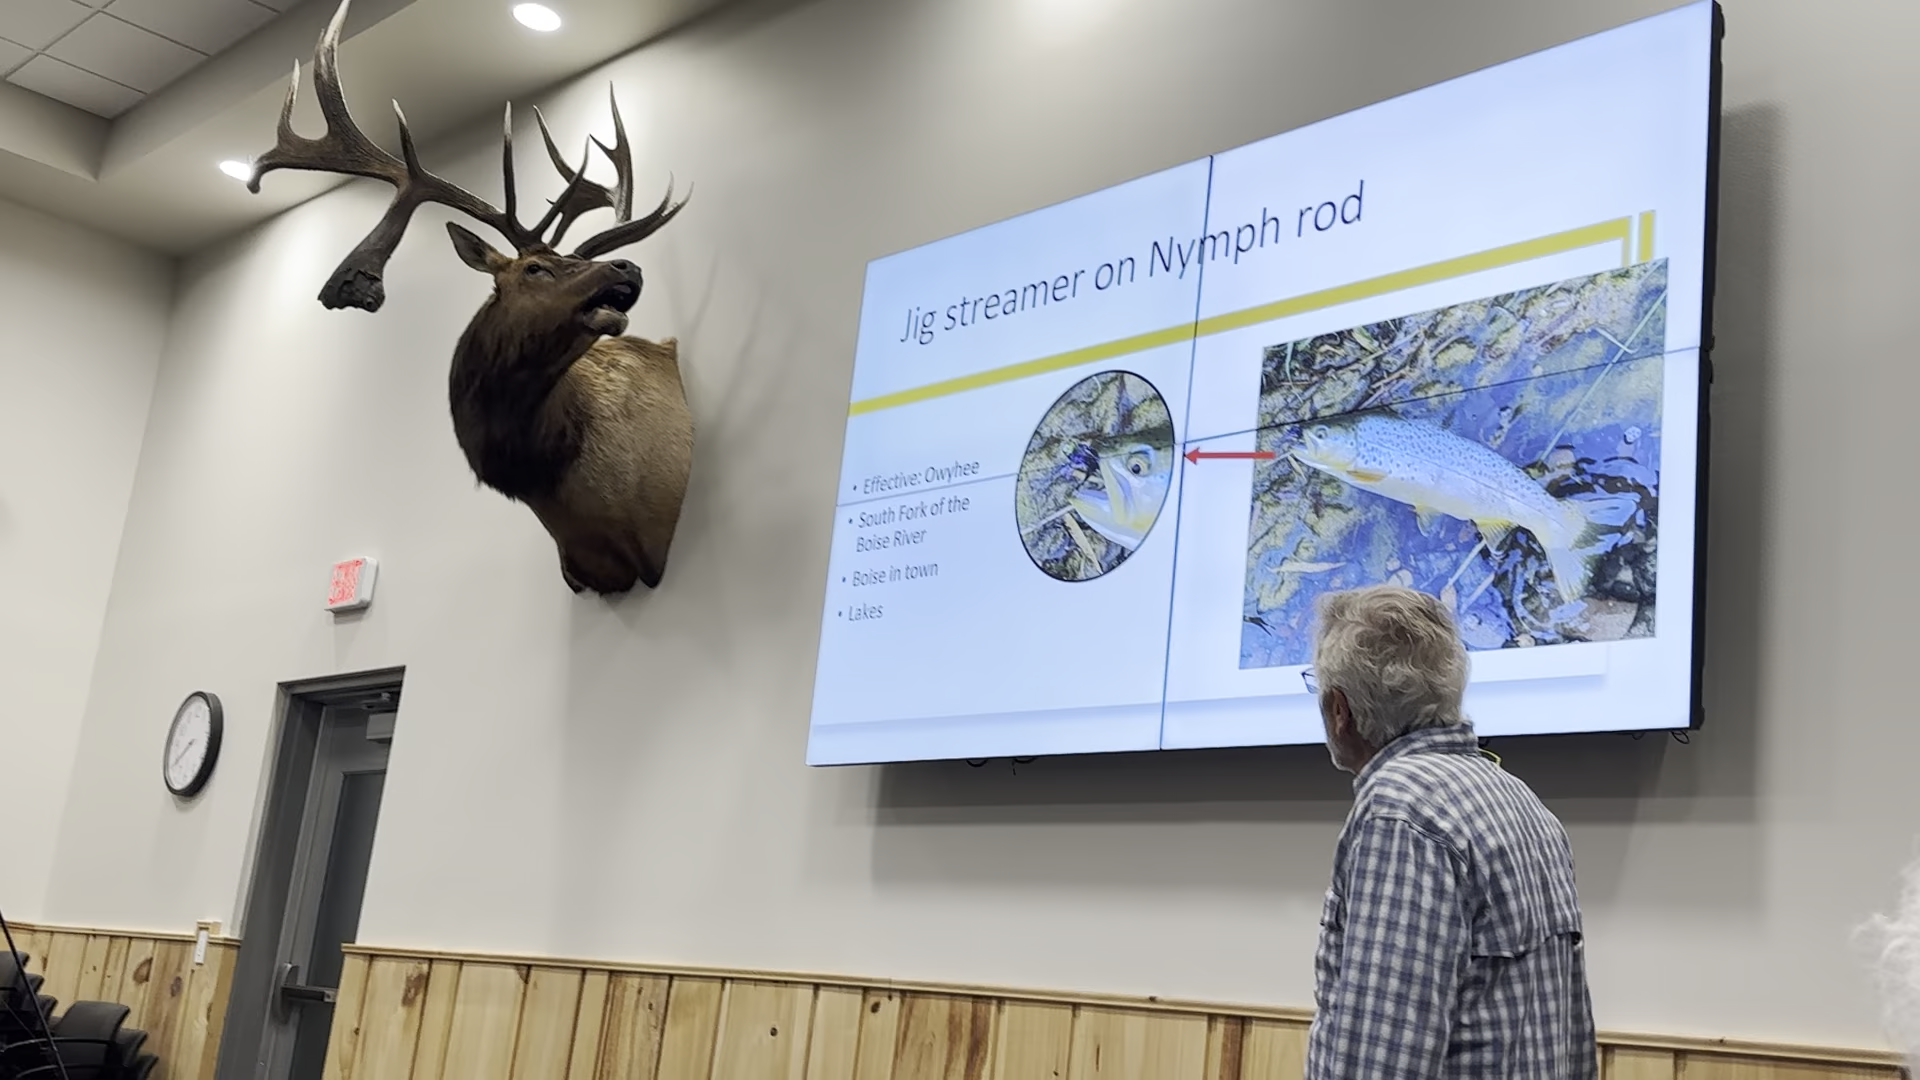 Jig streamer on Nymph rod
• Effective: Owyhee
• South Fork of the
Boise River
• Boise in town
• Lakes